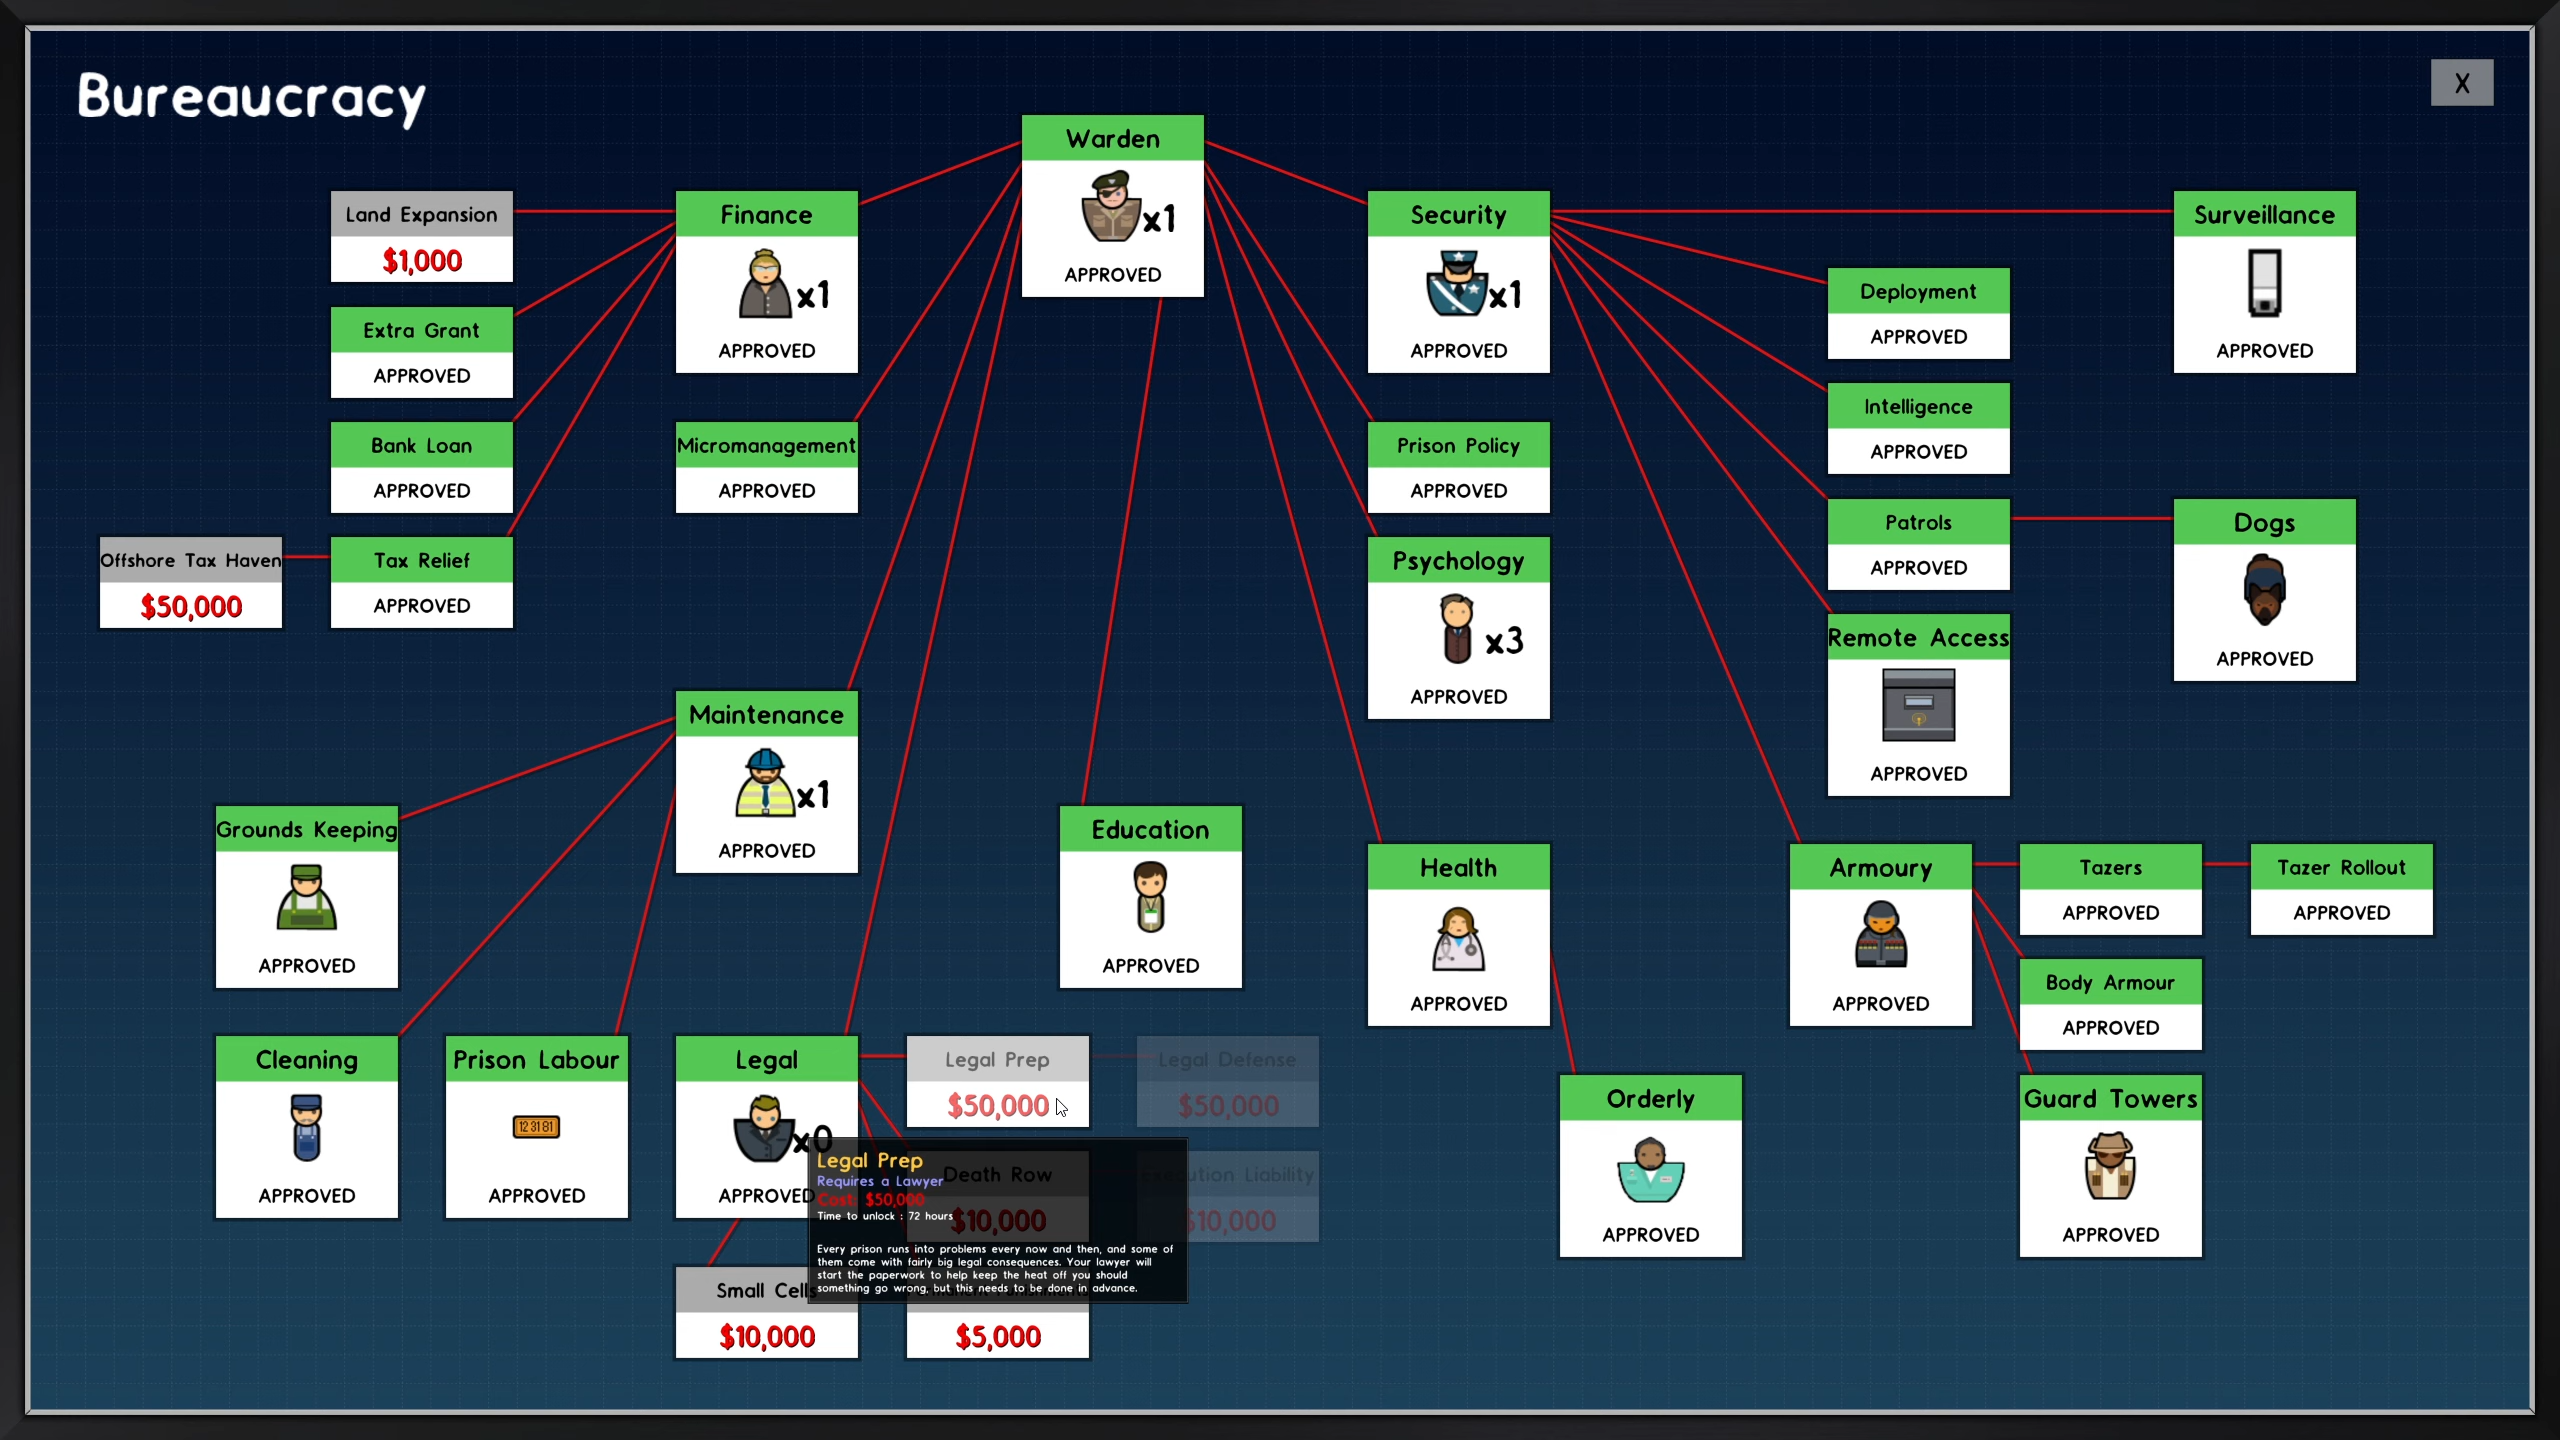 Bureaucracy
X
Warden
x1
APPROVED
Land Expansion
$1,000
Finance
x1
APPROVED
Security
x1
APPROVED
Surveillance
APPROVED
Deployment
APPROVED
Extra Grant
APPROVED
Intelligence
APPROVED
Bank Loan
APPROVED
Micromanagement
APPROVED
Prison Policy
APPROVED
Patrols
APPROVED
Dogs
APPROVED
Offshore Tax Haven
$50,000
Tax Relief
APPROVED
Psychology
x3
APPROVED
Remote Access
APPROVED
Maintenance
x1
APPROVED
Grounds Keeping
APPROVED
Education
APPROVED
Health
APPROVED
Armoury
APPROVED
Tazers
APPROVED
Tazer Rollout
APPROVED
Body Armour
APPROVED
Cleaning
APPROVED
Prison Labour
12 31 81
APPROVED
Legal
x0
APPROVED
Legal Prep
$50,000
Legal Defense
$50,000
Orderly
APPROVED
Guard Towers
APPROVED
Legal Prep
Requires a Lawyer
Cost: $50,000
Time to unlock : 72 hours
Every prison runs into problems every now and then, and some of
them come with fairly big legal consequences. Your lawyer will
start the paperwork to help keep the heat off you should
something go wrong, but this needs to be done in advance.
Death Row
$10,000
Liability
$10,000
Small Cells
$10,000
$5,000